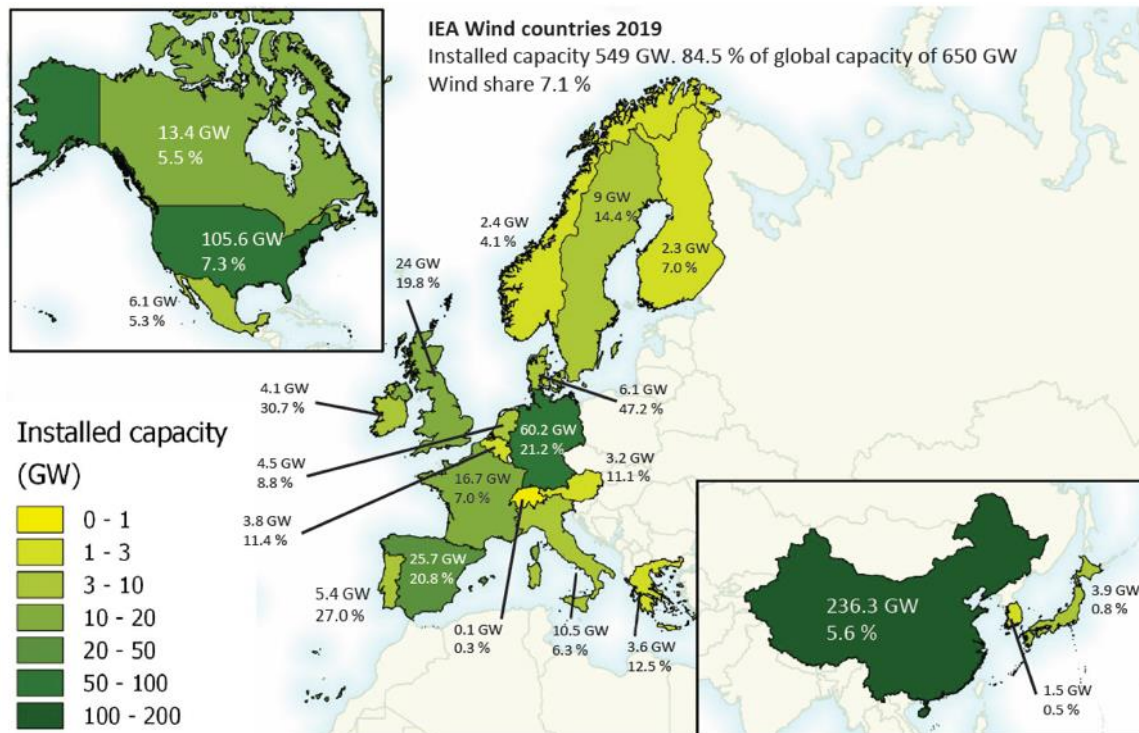 IEA Wind countries 2019
Installed capacity 549 GW. 84.5 % of global capacity of 650 GW
Wind share 7.1 %
13.4 GW
5.5 %
105.6 GW
7.3 %
6.1 GW
5.3 %
2.4 GW
4.1 %
9 GW
14.4 %
2.3 GW
7.0 %
24 GW
19.8 %
4.1 GW
30.7 %
6.1 GW
47.2 %
60.2 GW
21.2 %
4.5 GW
8.8 %
3.2 GW
11.1 %
16.7 GW
7.0 %
3.8 GW
11.4 %
25.7 GW
20.8 %
5.4 GW
27.0 %
0.1 GW
0.3 %
10.5 GW
6.3 %
3.6 GW
12.5 %
Installed capacity
(GW)
0 - 1
1 - 3
3 - 10
10 - 20
20 - 50
50 - 100
100 - 200
236.3 GW
5.6 %
3.9 GW
0.8 %
1.5 GW
0.5 %